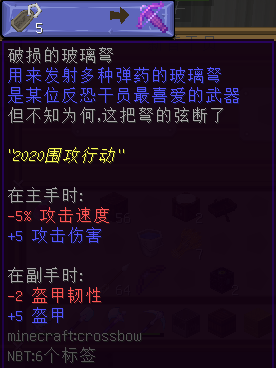 5
破损的玻璃弩
用来发射多种弹药的玻璃弩
是某位反恐干员最喜爱的武器
但不知为何,这把弩的弦断了
"2020围攻行动"
在主手时:
-5% 攻击速度
+5 攻击伤害
在副手时:
-2 盔甲韧性
+5 盔甲
minecraft:crossbow
NBT:6个标签